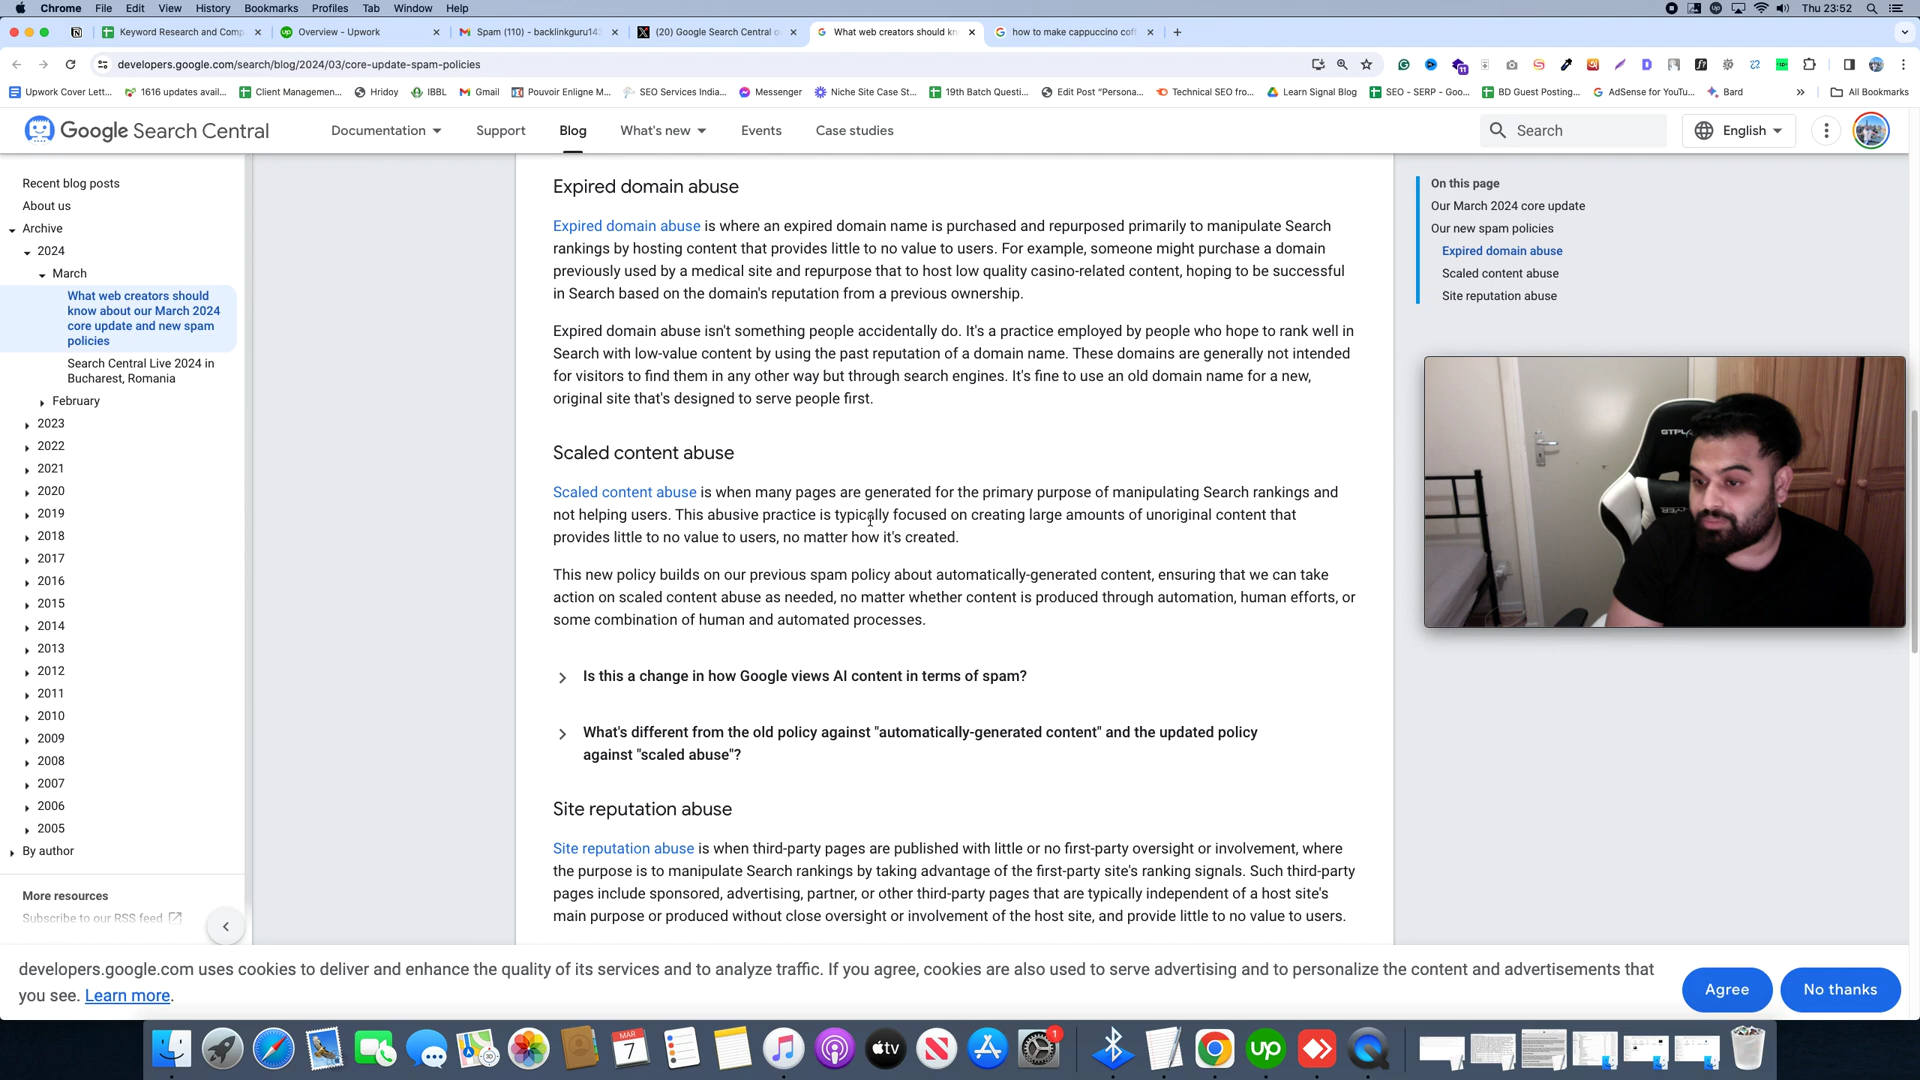 Chrome File Edit View History Bookmarks Profiles Tab Window Help
Thu 23:52
Keyword Research and Comp
Overview - Upwork
Spam (110) - backlinkguru14
(20) Google Search Central o
What web creators should kn
how to make cappuccino cof
developers.google.com/search/blog/2024/03/core-update-spam-policies
Upwork Cover Lett...
1616 updates avail...
Client Managemen...
Hridoy
IBBL
Gmail
Pouvoir Enligne M...
SEO Services India...
Messenger
Niche Site Case St...
19th Batch Questi...
Edit Post “Persona...
Technical SEO fro...
Learn Signal Blog
SEO - SERP - Goo...
BD Guest Posting...
AdSense for YouTu...
Bard
All Bookmarks
Google Search Central
Documentation
Support
Blog
What's new
Events
Case studies
Search
English
Recent blog posts
About us
Archive
2024
March
What web creators should
know about our March 2024
core update and new spam
policies
Search Central Live 2024 in
Bucharest, Romania
February
2023
2022
2021
2020
2019
2018
2017
2016
2015
2014
2013
2012
2011
2010
2009
2008
2007
2006
2005
By author
More resources
Subscribe to our RSS feed
Expired domain abuse
Expired domain abuse is where an expired domain name is purchased and repurposed primarily to manipulate Search
rankings by hosting content that provides little to no value to users. For example, someone might purchase a domain
previously used by a medical site and repurpose that to host low quality casino-related content, hoping to be successful
in Search based on the domain's reputation from a previous ownership.
Expired domain abuse isn't something people accidentally do. It's a practice employed by people who hope to rank well in
Search with low-value content by using the past reputation of a domain name. These domains are generally not intended
for visitors to find them in any other way but through search engines. It's fine to use an old domain name for a new,
original site that's designed to serve people first.
Scaled content abuse
Scaled content abuse is when many pages are generated for the primary purpose of manipulating Search rankings and
not helping users. This abusive practice is typically focused on creating large amounts of unoriginal content that
provides little to no value to users, no matter how it's created.
This new policy builds on our previous spam policy about automatically-generated content, ensuring that we can take
action on scaled content abuse as needed, no matter whether content is produced through automation, human efforts, or
some combination of human and automated processes.
Is this a change in how Google views AI content in terms of spam?
What's different from the old policy against "automatically-generated content" and the updated policy
against "scaled abuse"?
Site reputation abuse
Site reputation abuse is when third-party pages are published with little or no first-party oversight or involvement, where
the purpose is to manipulate Search rankings by taking advantage of the first-party site's ranking signals. Such third-party
pages include sponsored, advertising, partner, or other third-party pages that are typically independent of a host site's
main purpose or produced without close oversight or involvement of the host site, and provide little to no value to users.
On this page
Our March 2024 core update
Our new spam policies
Expired domain abuse
Scaled content abuse
Site reputation abuse
developers.google.com uses cookies to deliver and enhance the quality of its services and to analyze traffic. If you agree, cookies are also used to serve advertising and to personalize the content and advertisements that
you see. Learn more.
Agree
No thanks
MAR
7
tv
up
1